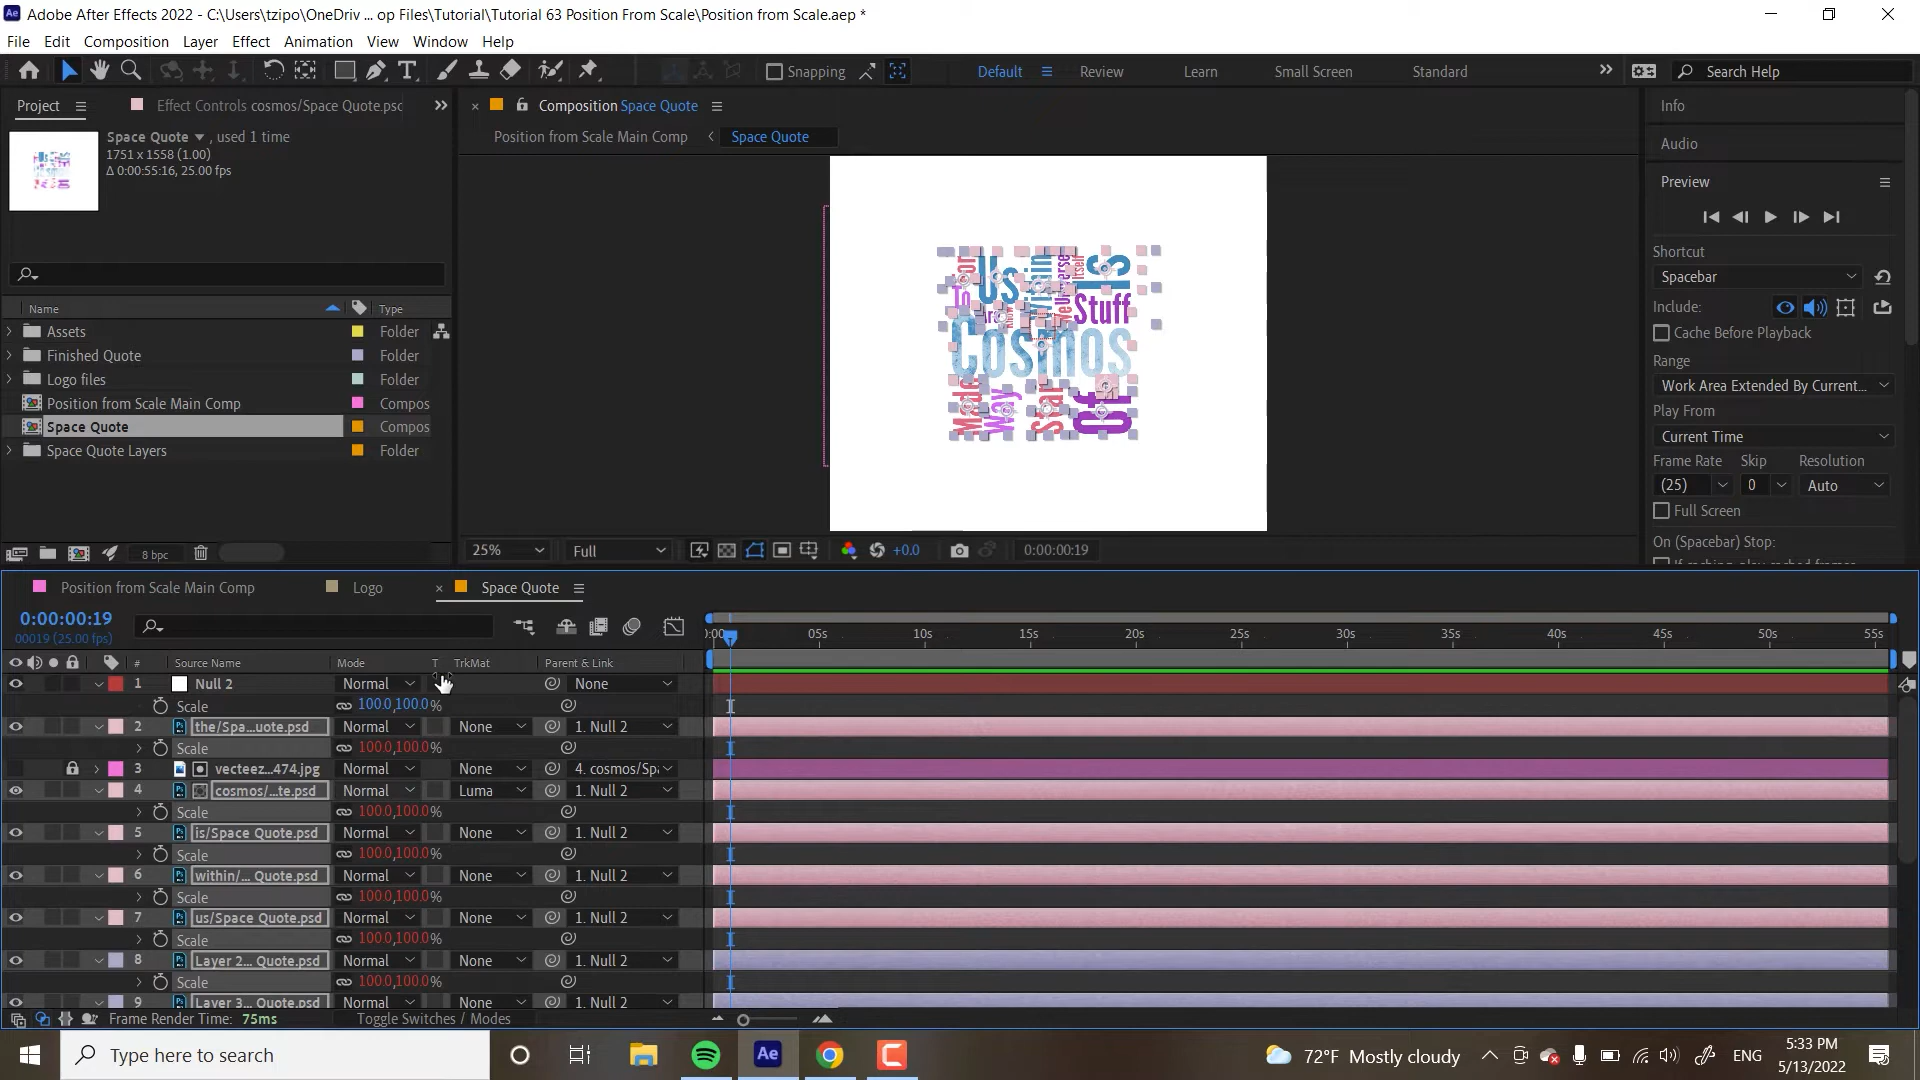 Adobe After Effects 2022 - C:\Users\tzipo\OneDriv ... op Files\Tutorial\Tutorial 63 Position From Scale\Position from Scale.aep *
File Edit Composition Layer Effect Animation View Window Help
Snapping Default Review Learn Small Screen Standard Search Help
Project Effect Controls cosmos/Space Quote.psd
Space Quote , used 1 time
1751 x 1558 (1.00)
Δ 0:00:55:16, 25.00 fps
Name Type
Assets Folder
Finished Quote Folder
Logo files Folder
Position from Scale Main Comp Compos
Space Quote Compos
Space Quote Layers Folder
8 bpc
Composition Space Quote
Position from Scale Main Comp Space Quote
To Us Within Itself Is
Stuff
Cosmos
Made Way Star Of
25% Full +0.0 0:00:00:19
Info
Audio
Preview
Shortcut
Spacebar
Include:
Cache Before Playback
Range
Work Area Extended By Current...
Play From
Current Time
Frame Rate Skip Resolution
(25) 0 Auto
Full Screen
On (Spacebar) Stop:
Position from Scale Main Comp Logo Space Quote
0:00:00:19
00019 (25.00 fps)
05s 10s 15s 20s 25s 30s 35s 40s 45s 50s 55s
# Source Name Mode T TrkMat Parent & Link
1 Null 2 Normal None
Scale 100.0,100.0%
2 the/Spa...uote.psd Normal None 1. Null 2
Scale 100.0,100.0%
3 vecteez...474.jpg Normal None 4. cosmos/Spa
4 cosmos/...te.psd Normal Luma 1. Null 2
Scale 100.0,100.0%
5 is/Space Quote.psd Normal None 1. Null 2
Scale 100.0,100.0%
6 within/... Quote.psd Normal None 1. Null 2
Scale 100.0,100.0%
7 us/Space Quote.psd Normal None 1. Null 2
Scale 100.0,100.0%
8 Layer 2... Quote.psd Normal None 1. Null 2
Scale 100.0,100.0%
9 Layer 3... Quote.psd Normal None 1. Null 2
Frame Render Time: 75ms Toggle Switches / Modes
Type here to search Ae 72°F Mostly cloudy ENG 5:33 PM
5/13/2022